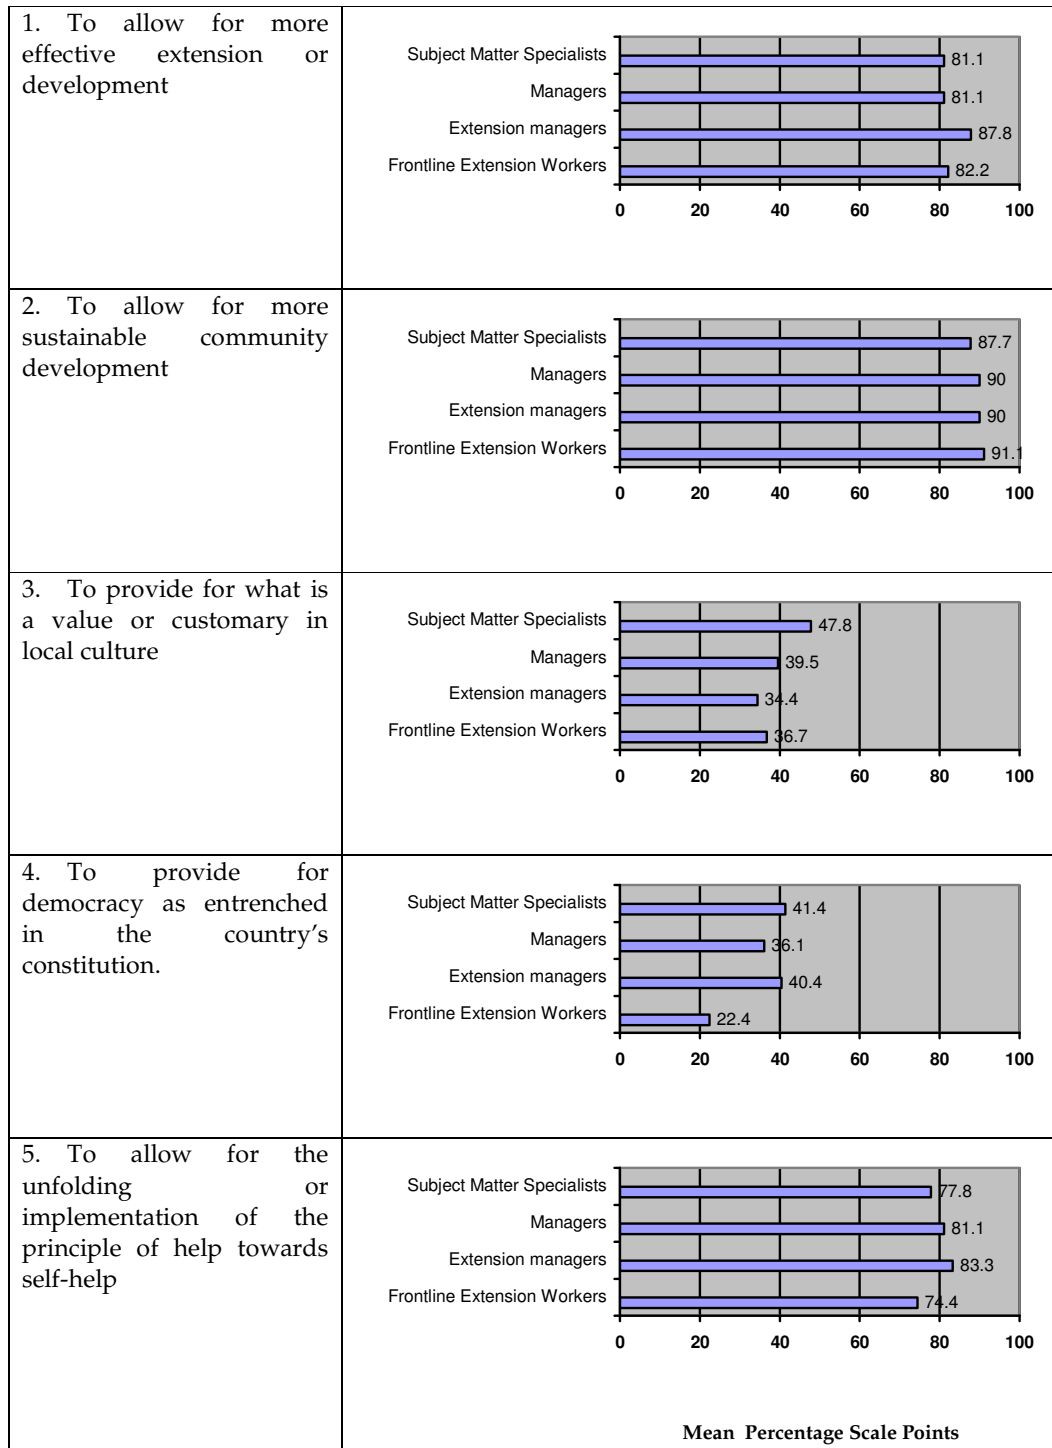 1. To allow for more
effective extension or
development
Subject Matter Specialists
81.1
Managers
81.1
Extension managers
87.8
Frontline Extension Workers
82.2
0 20 40 60 80 100
2. To allow for more
sustainable community
development
Subject Matter Specialists
87.7
Managers
90
Extension managers
90
Frontline Extension Workers
91.1
0 20 40 60 80 100
3. To provide for what is
a value or customary in
local culture
Subject Matter Specialists
47.8
Managers
39.5
Extension managers
34.4
Frontline Extension Workers
36.7
0 20 40 60 80 100
4. To provide for
democracy as entrenched
in the country’s
constitution.
Subject Matter Specialists
41.4
Managers
36.1
Extension managers
40.4
Frontline Extension Workers
22.4
0 20 40 60 80 100
5. To allow for the
unfolding or
implementation of the
principle of help towards
self-help
Subject Matter Specialists
77.8
Managers
81.1
Extension managers
83.3
Frontline Extension Workers
74.4
0 20 40 60 80 100
Mean Percentage Scale Points